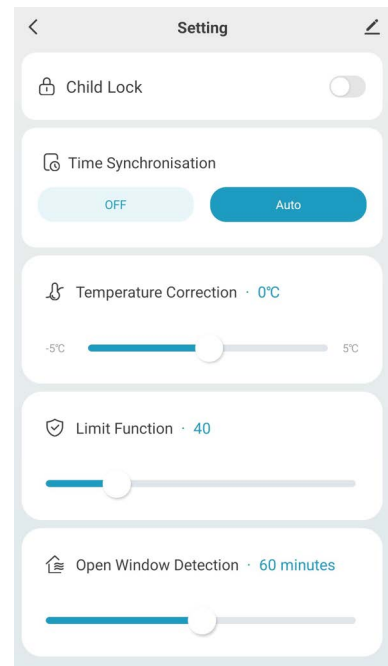 Setting
Child Lock
Time Synchronisation
OFF Auto
Temperature Correction · 0℃
-5℃ 5℃
Limit Function · 40
Open Window Detection · 60 minutes